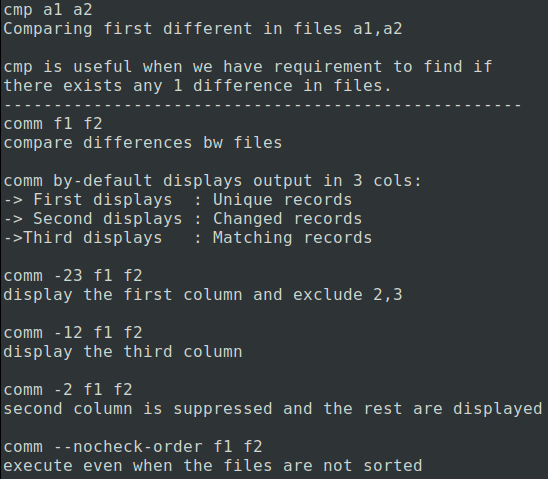 cmp a1 a2
Comparing first different in files a1,a2
cmp is useful when we have requirement to find if
there exists any 1 difference in files.
----------------------------------------------------
comm f1 f2
compare differences bw files
comm by-default displays output in 3 cols:
-> First displays  : Unique records
-> Second displays : Changed records
->Third displays   : Matching records
comm -23 f1 f2
display the first column and exclude 2,3
comm -12 f1 f2
display the third column
comm -2 f1 f2
second column is suppressed and the rest are displayed
comm --nocheck-order f1 f2
execute even when the files are not sorted